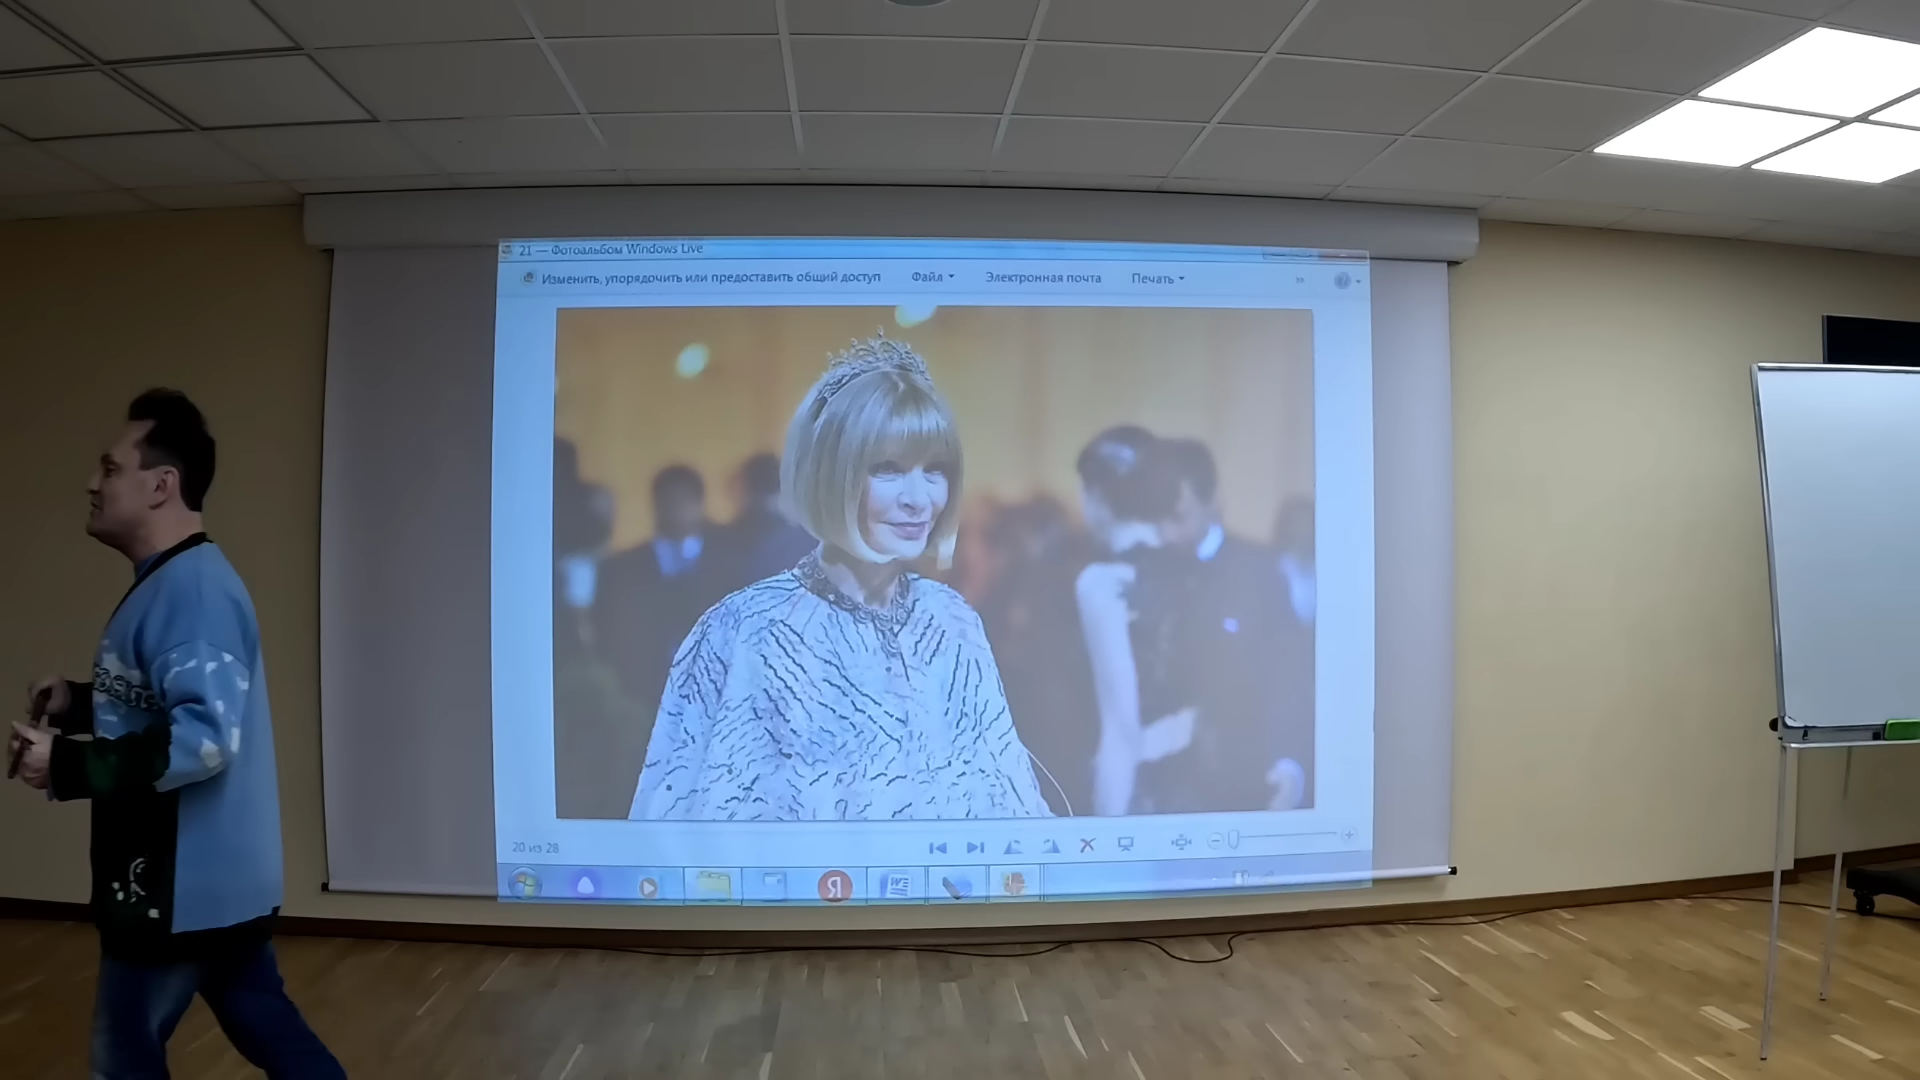 21 — Фотоальбом Windows Live
Изменить, упорядочить или предоставить общий доступ Файл Электронная почта Печать »
20 из 28
Я
W